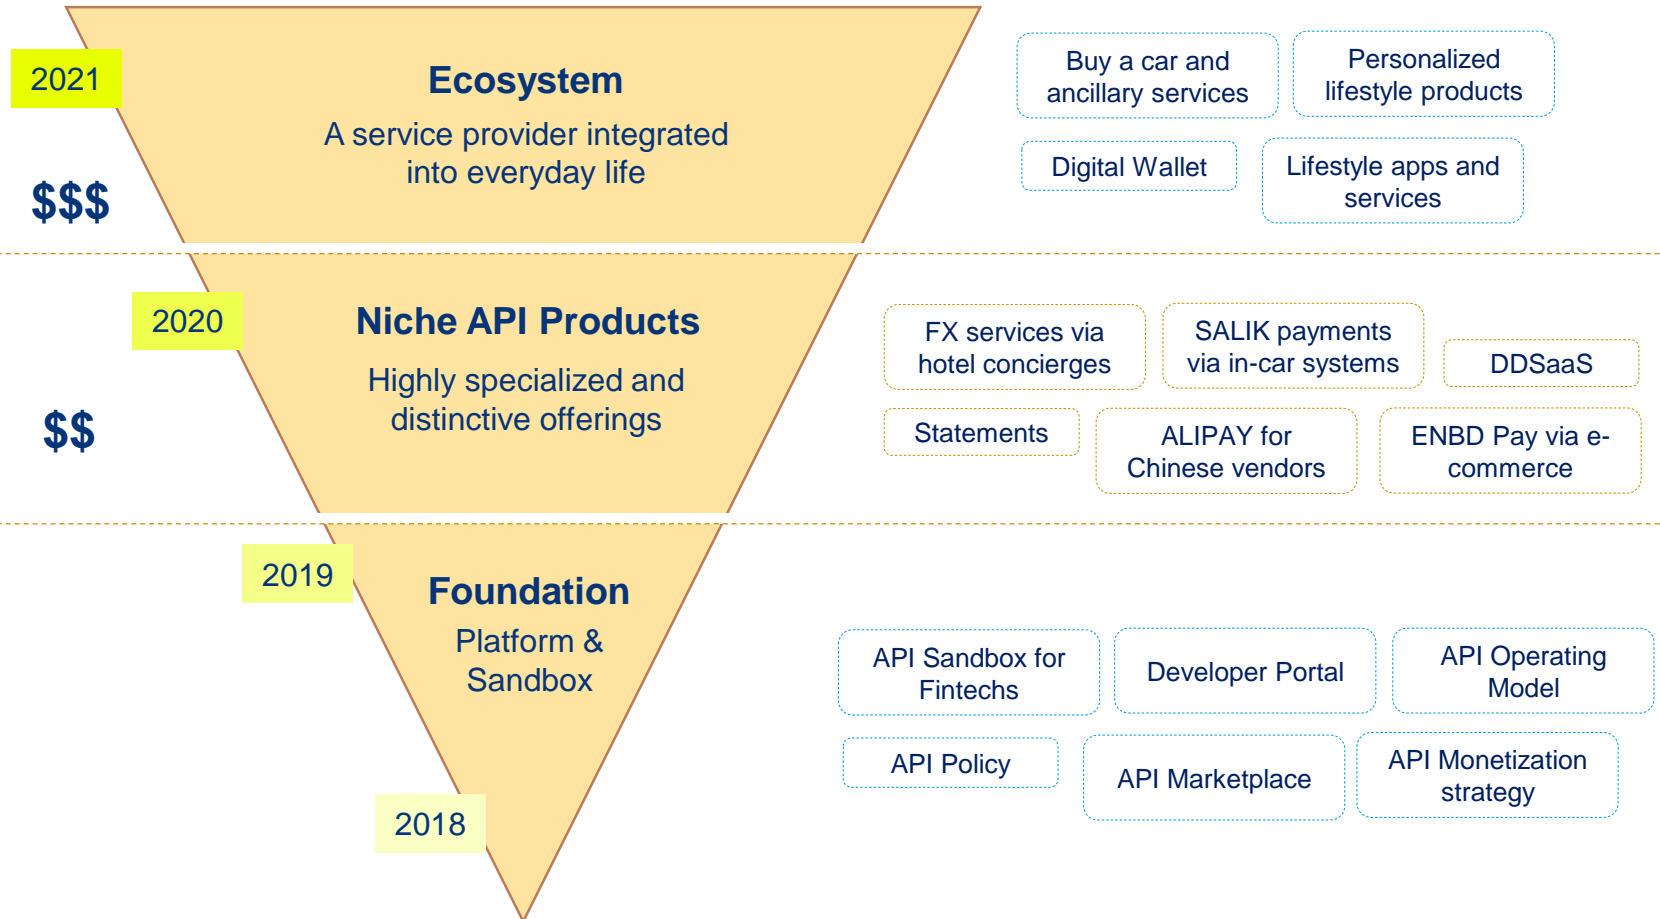 2021
Ecosystem
A service provider integrated
into everyday life
$$$
Buy a car and
ancillary services
Personalized
lifestyle products
Digital Wallet
Lifestyle apps and
services
2020
Niche API Products
Highly specialized and
distinctive offerings
$$
FX services via
hotel concierges
SALIK payments
via in-car systems
DDSaaS
Statements
ALIPAY for
Chinese vendors
ENBD Pay via e-
commerce
2019
Foundation
Platform &
Sandbox
2018
API Sandbox for
Fintechs
Developer Portal
API Operating
Model
API Policy
API Marketplace
API Monetization
strategy